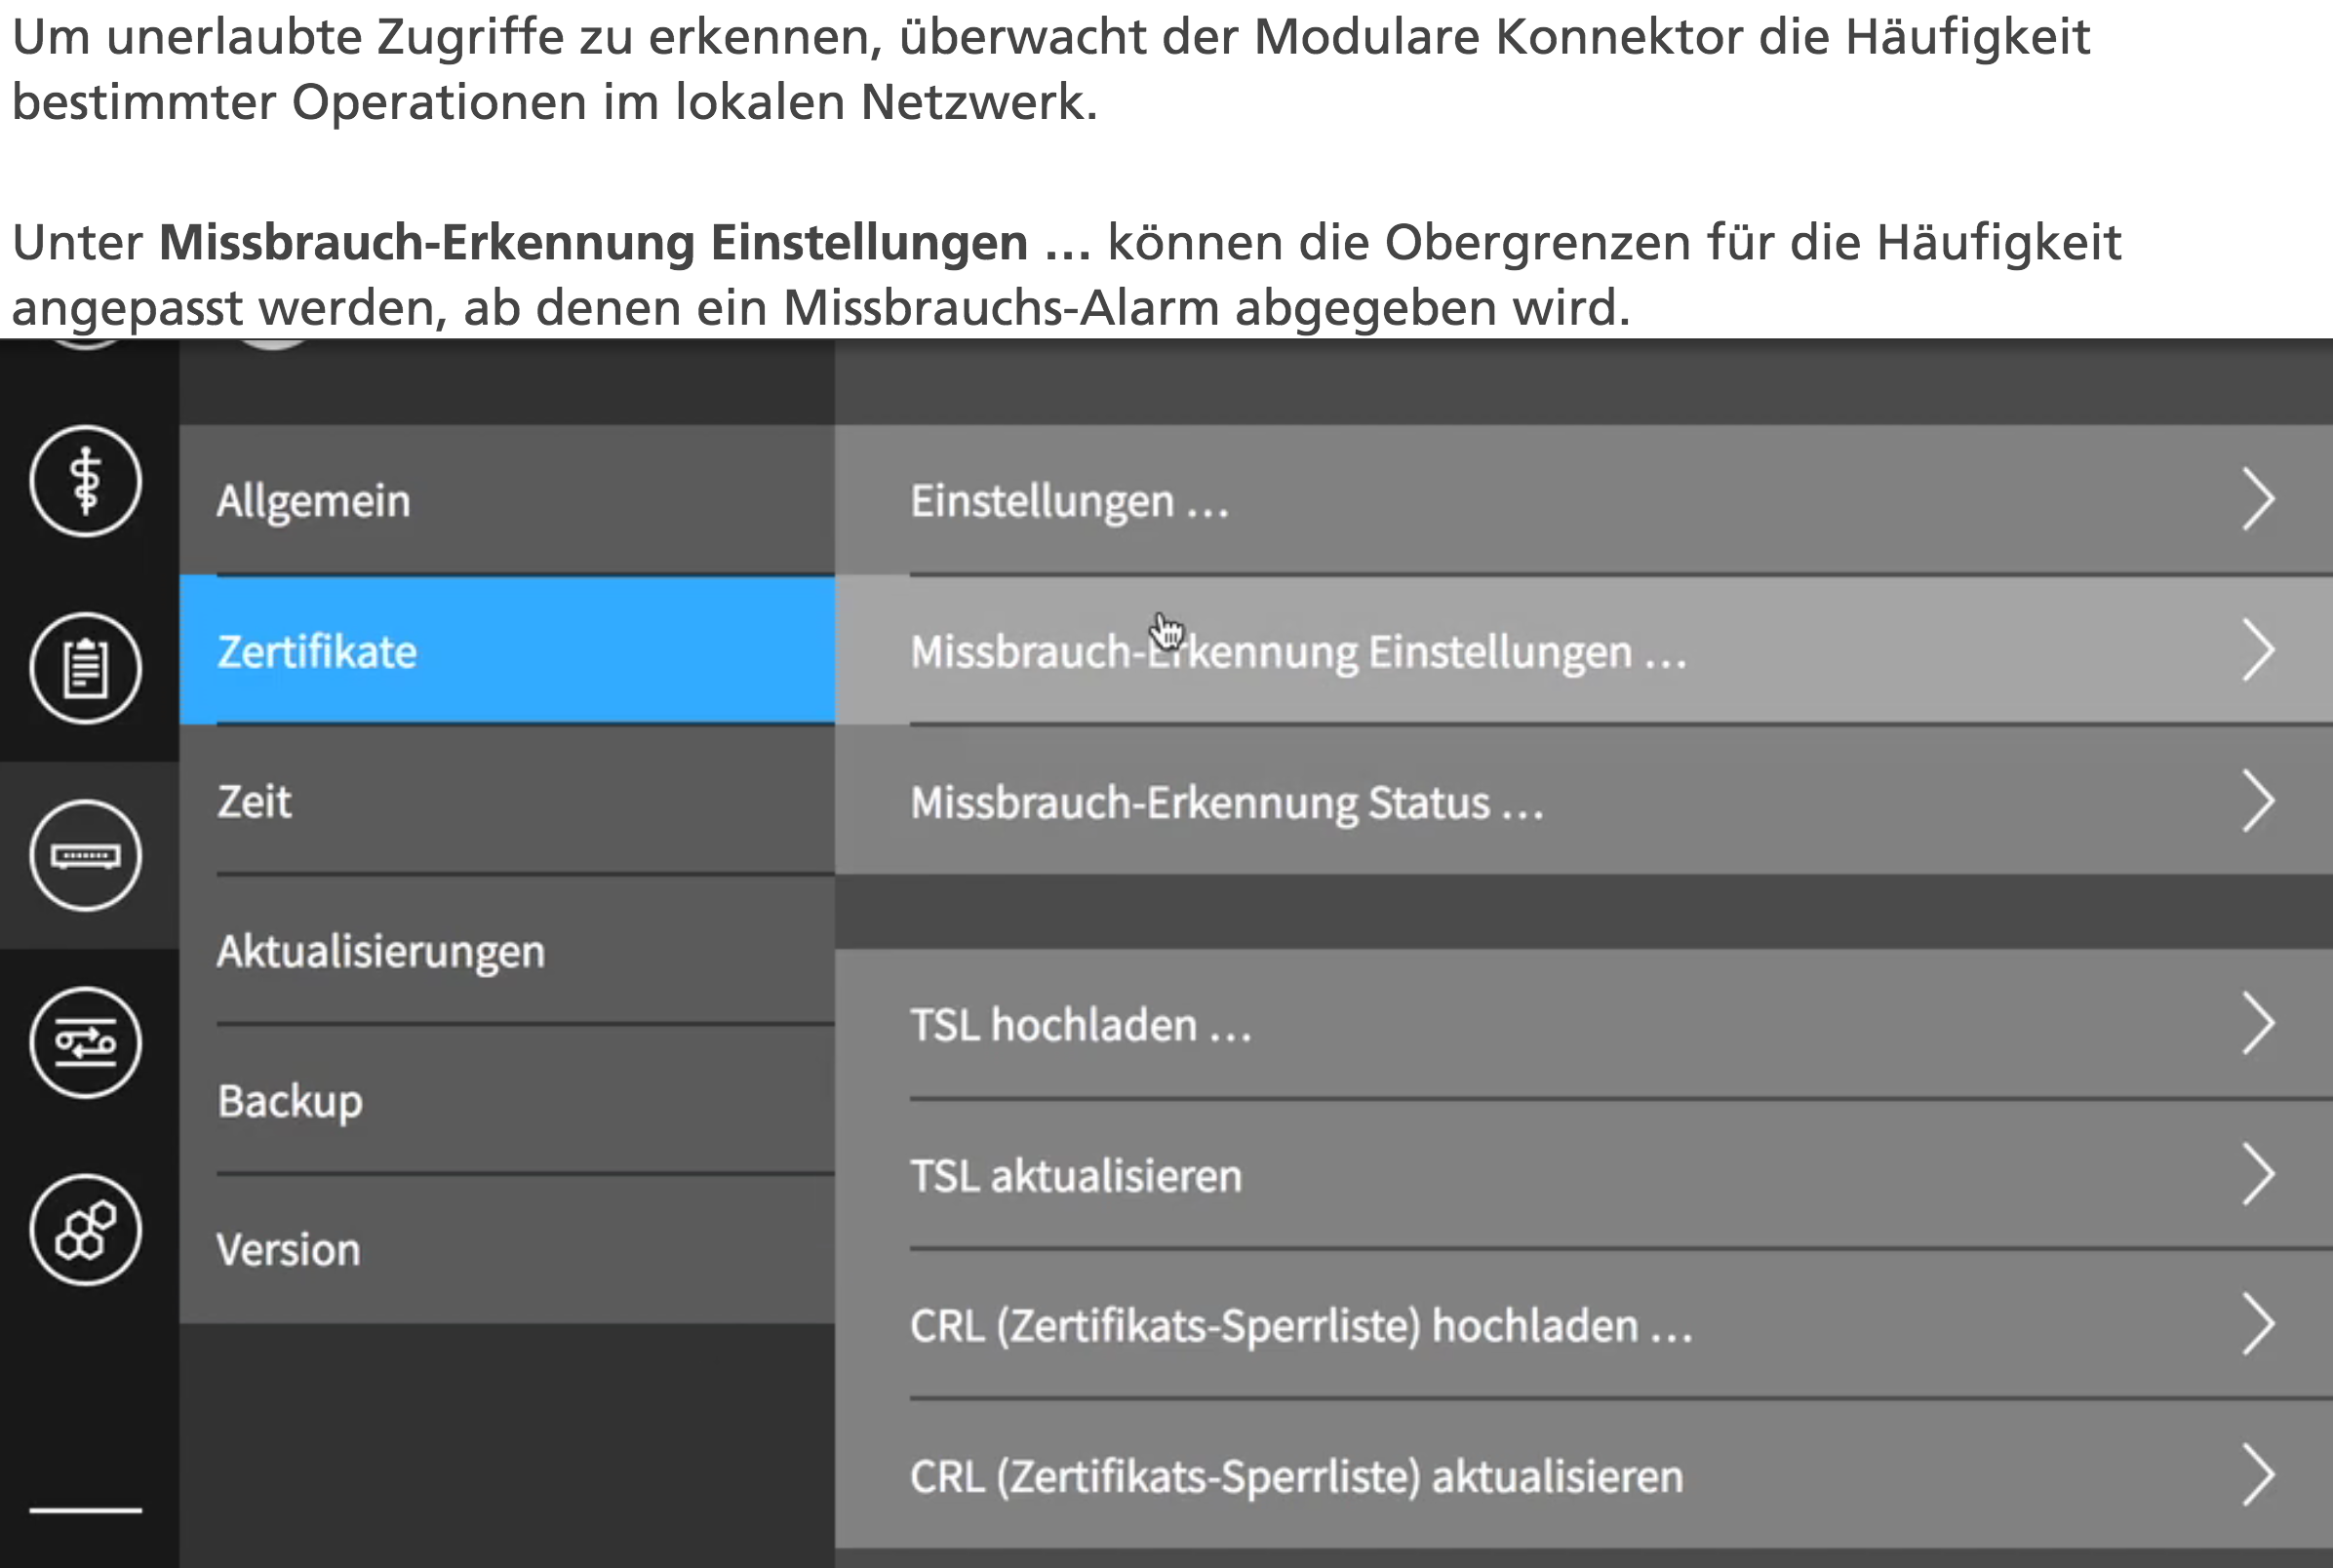 Um unerlaubte Zugriffe zu erkennen, überwacht der Modulare Konnektor die Häufigkeit
bestimmter Operationen im lokalen Netzwerk.
Unter Missbrauch-Erkennung Einstellungen ... können die Obergrenzen für die Häufigkeit
angepasst werden, ab denen ein Missbrauchs-Alarm abgegeben wird.
Allgemein
Zertifikate
Zeit
Aktualisierungen
Backup
Version
Einstellungen ...
Missbrauch-Erkennung Einstellungen ...
Missbrauch-Erkennung Status ...
TSL hochladen ...
TSL aktualisieren
CRL (Zertifikats-Sperrliste) hochladen ...
CRL (Zertifikats-Sperrliste) aktualisieren